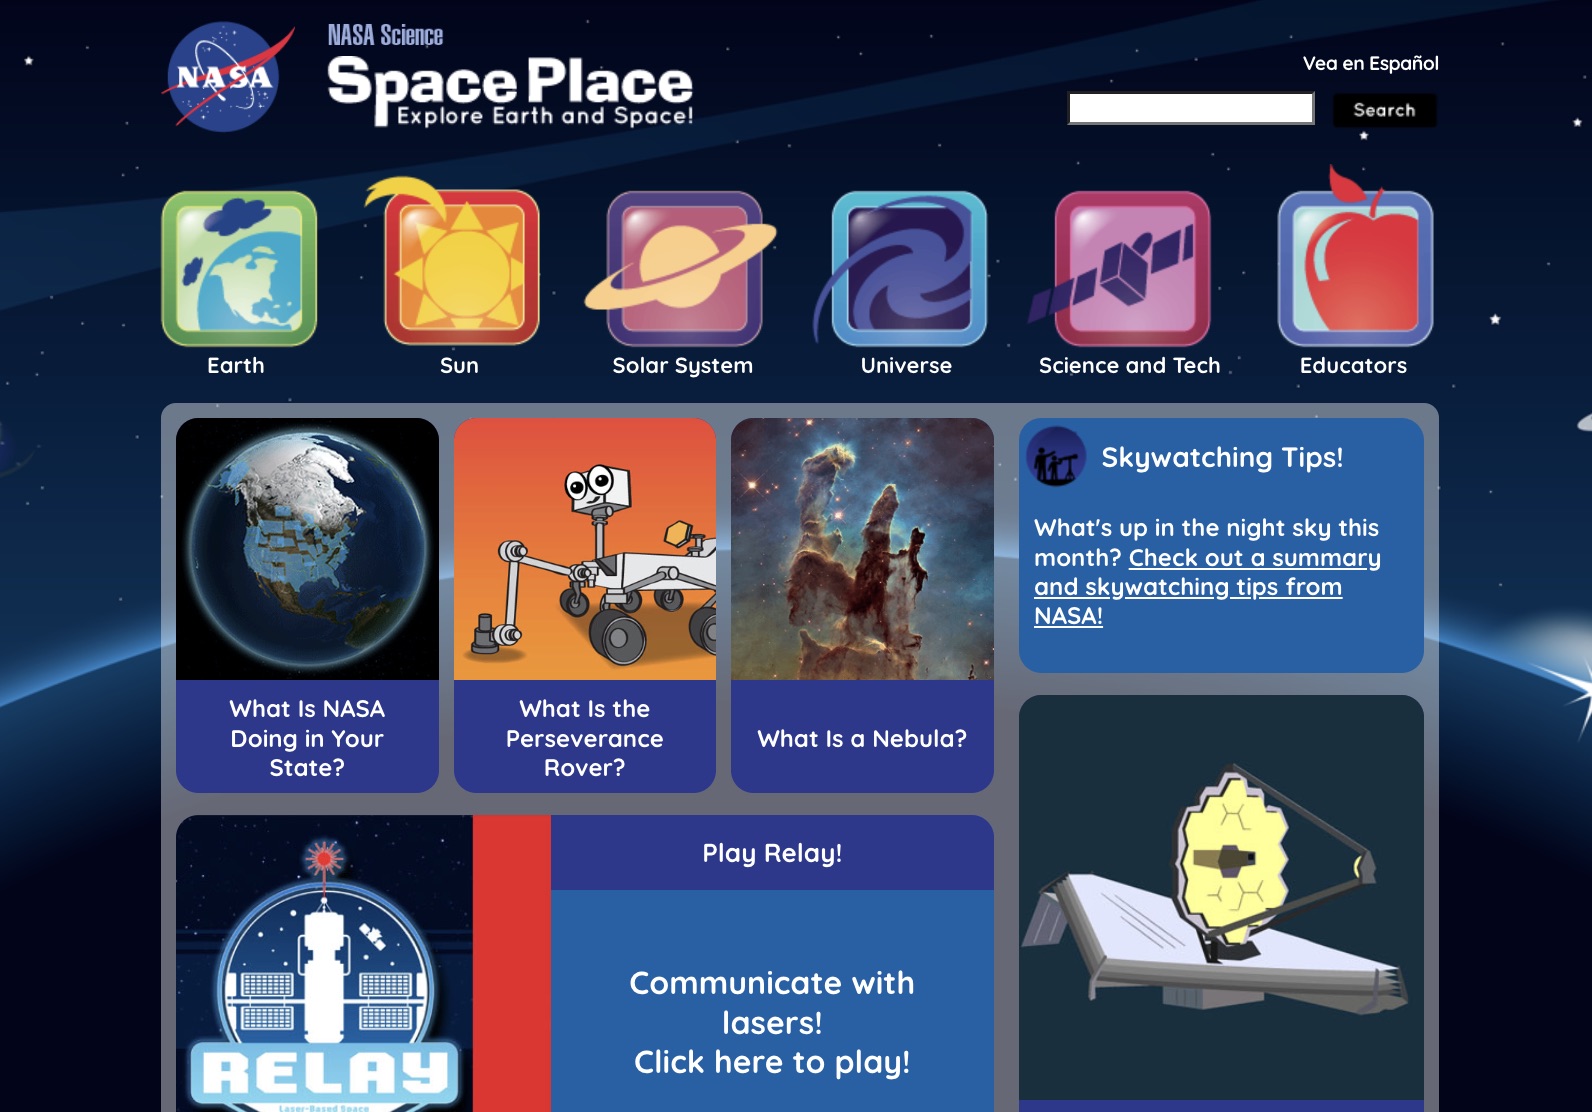 NASA
NASA Science
Space Place
Explore Earth and Space!
Vea en Español
Search
Earth
Sun
Solar System
Universe
Science and Tech
Educators
What Is NASA
Doing in Your
State?
What Is the
Perseverance
Rover?
What Is a Nebula?
Skywatching Tips!
What's up in the night sky this
month? Check out a summary
and skywatching tips from
NASA!
RELAY
Laser-Based Space
Play Relay!
Communicate with
lasers!
Click here to play!